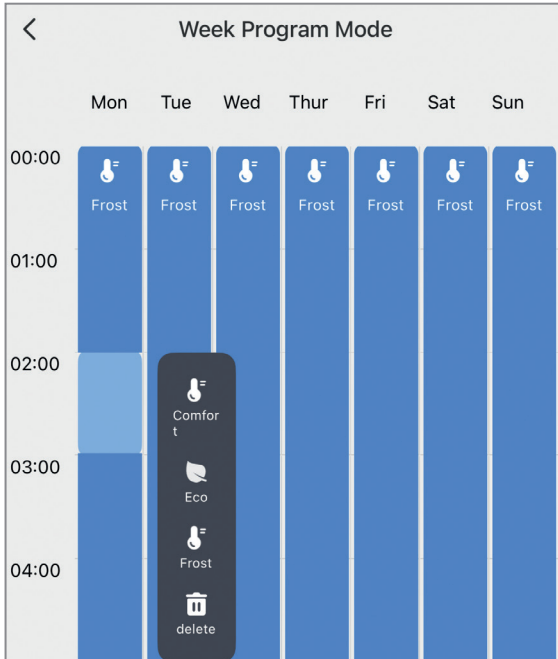 Week Program Mode
Mon Tue Wed Thur Fri Sat Sun
00:00
Frost Frost Frost Frost Frost Frost Frost
01:00
02:00
Comfor
t
03:00
Eco
Frost
04:00
delete